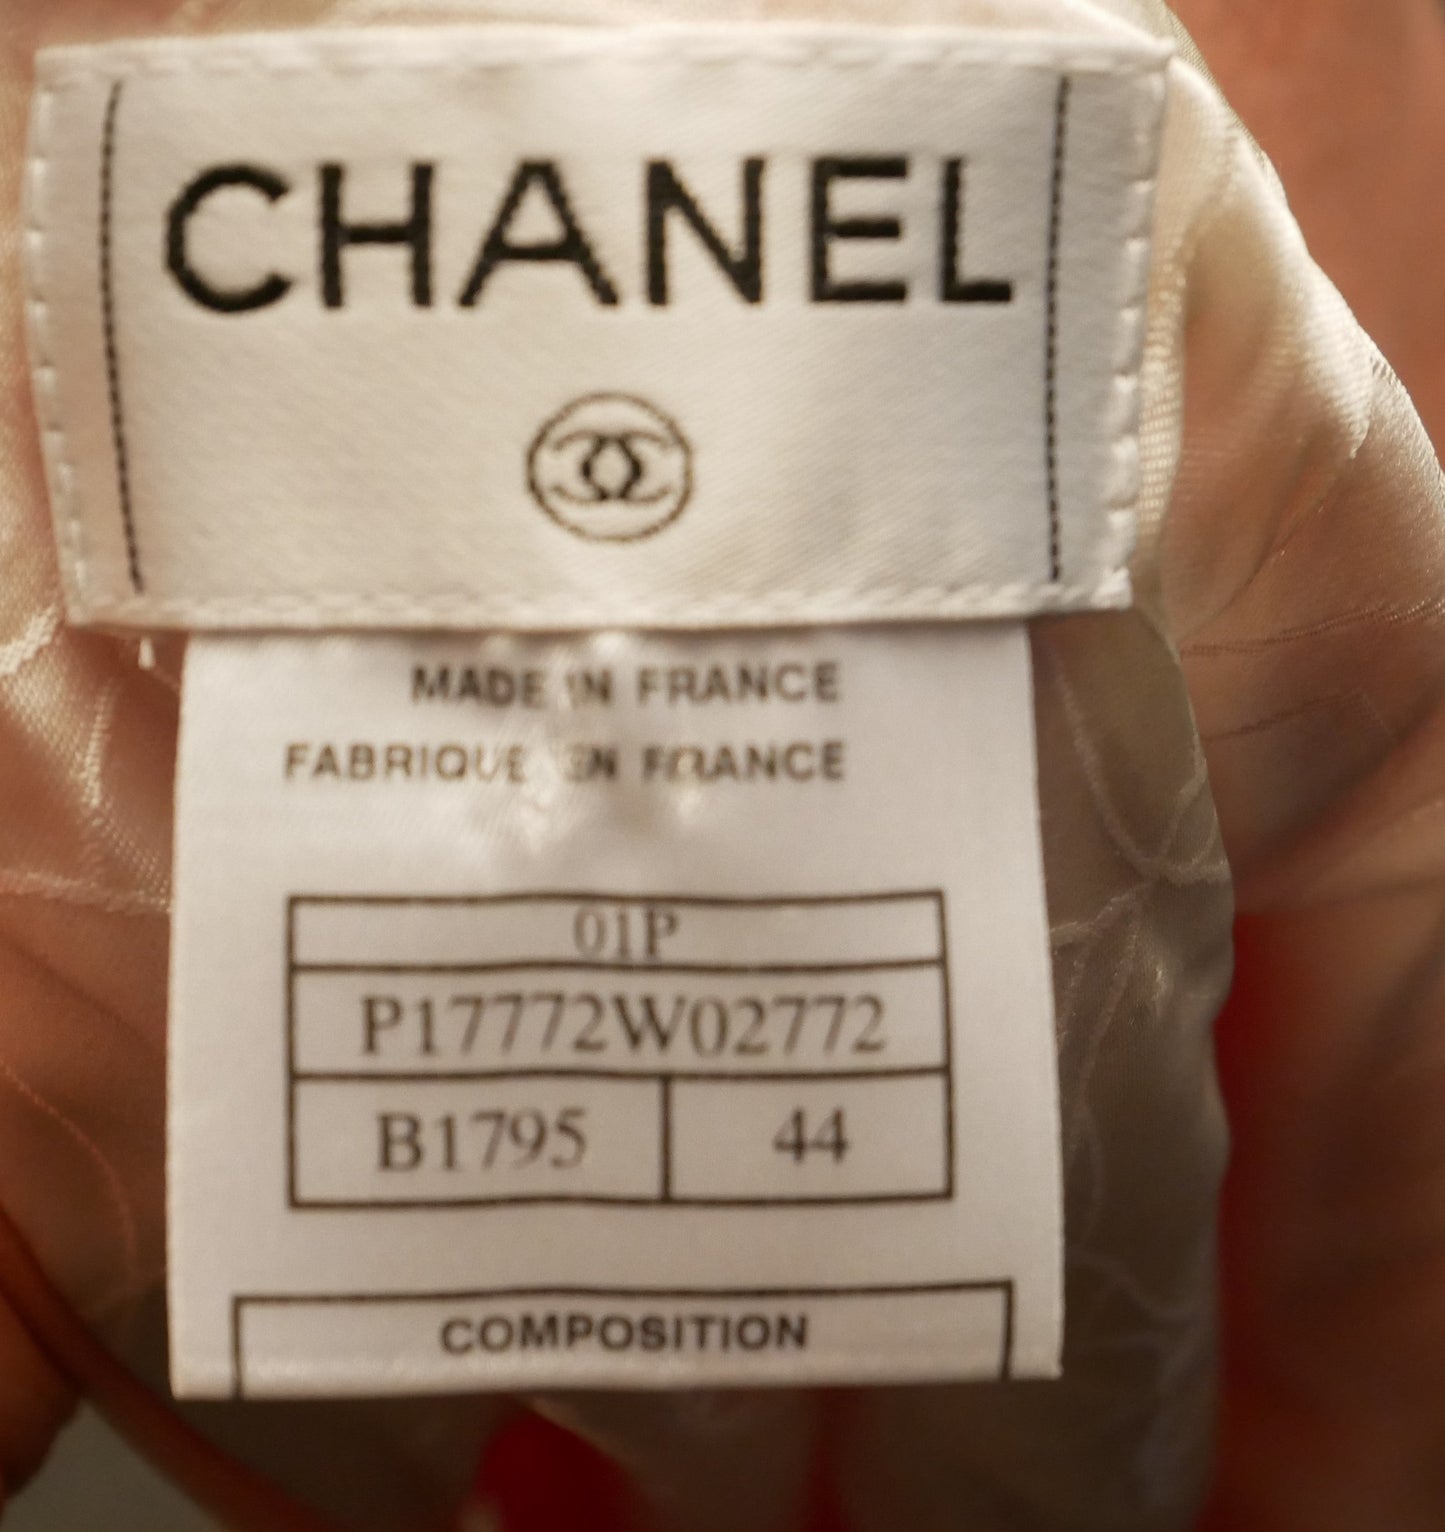 CHANEL
MADE IN FRANCE
FABRIQUE EN FRANCE
01P
P17772W02772
B1795 44
COMPOSITION